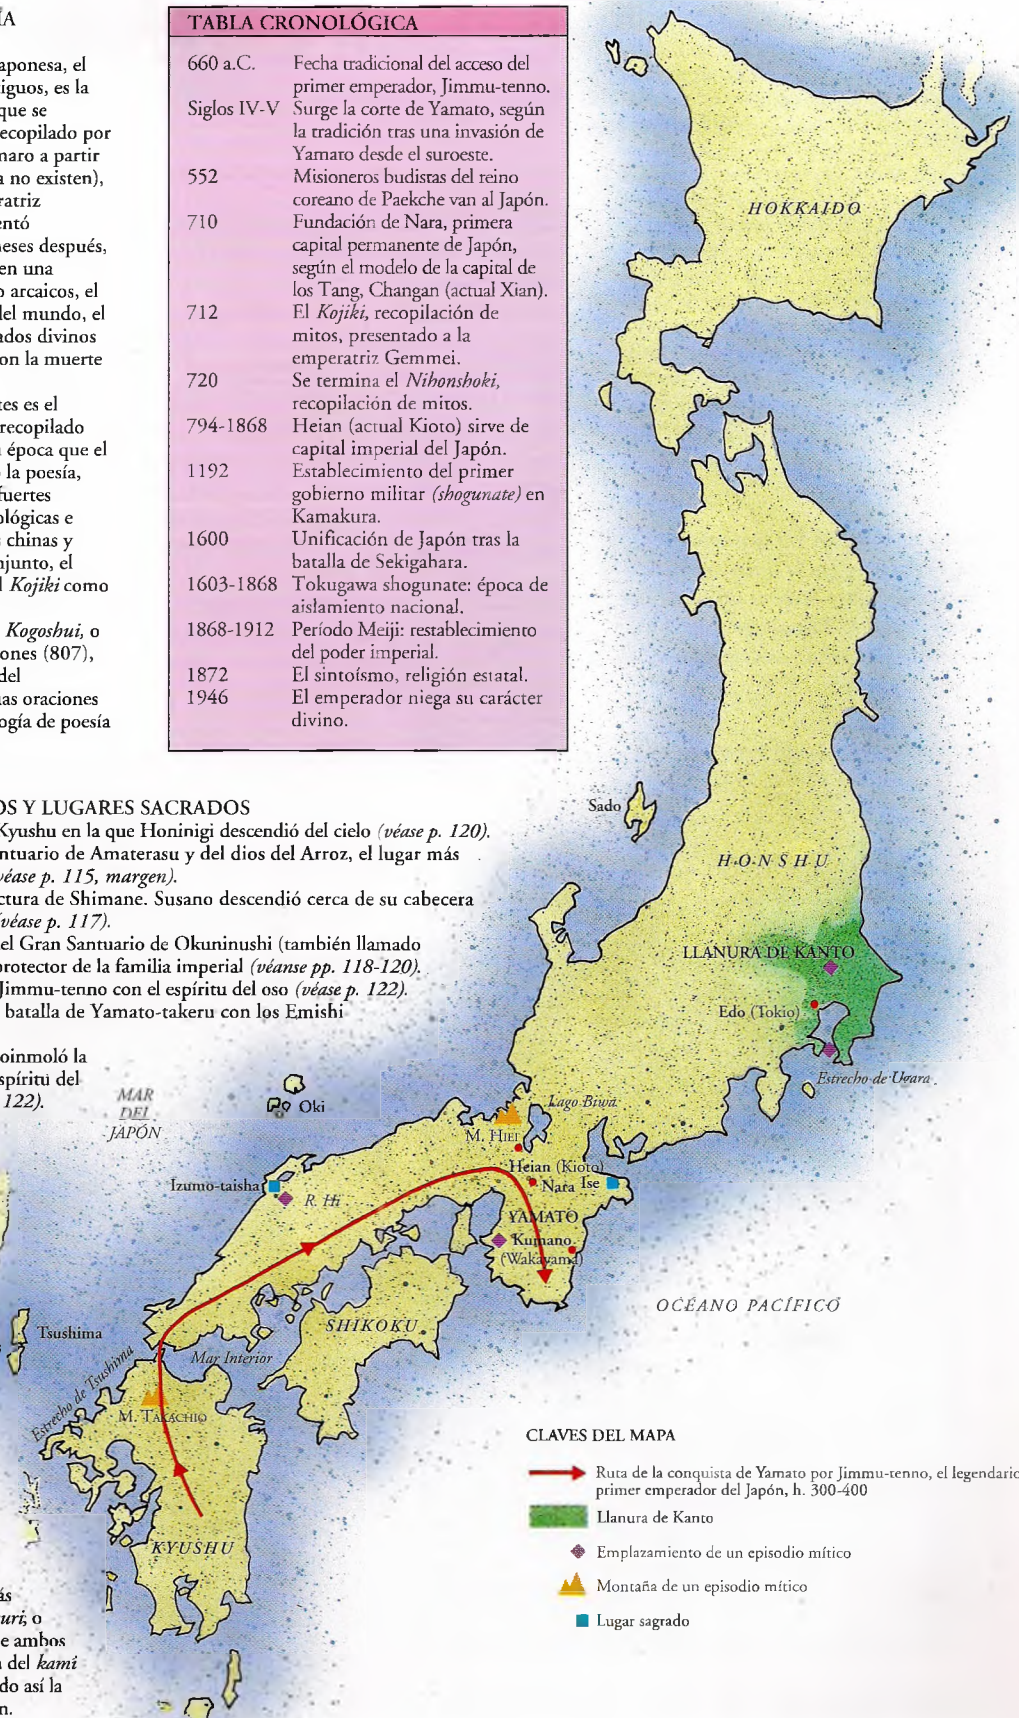 ÍA
aponesa, el
iguos, es la
que se
ecopilado por
naro a partir
a no existen),
ratriz
entó
neses después,
en una
o arcaicos, el
del mundo, el
ados divinos
on la muerte
tes es el
recopilado
a época que el
o la poesía,
fuertes
ológicas e
s chinas y
njunto, el
l Kojiki como
Kogoshui, o
ones (807),
del
uas oraciones
logía de poesía
TABLA CRONOLÓGICA
660 a.C. Fecha tradicional del acceso del
primer emperador, Jimmu-tenno.
Siglos IV-V Surge la corte de Yamato, según
la tradición tras una invasión de
Yamato desde el suroeste.
552 Misioneros budistas del reino
coreano de Paekche van al Japón.
710 Fundación de Nara, primera
capital permanente de Japón,
según el modelo de la capital de
los Tang, Changan (actual Xian).
712 El Kojiki, recopilación de
mitos, presentado a la
emperatriz Gemmei.
720 Se termina el Nihonshoki,
recopilación de mitos.
794-1868 Heian (actual Kioto) sirve de
capital imperial del Japón.
1192 Establecimiento del primer
gobierno militar (shogunate) en
Kamakura.
1600 Unificación de Japón tras la
batalla de Sekigahara.
1603-1868 Tokugawa shogunate: época de
aislamiento nacional.
1868-1912 Período Meiji: restablecimiento
del poder imperial.
1872 El sintoísmo, religión estatal.
1946 El emperador niega su carácter
divino.
OS Y LUGARES SACRADOS
Kyushu en la que Honinigi descendió del cielo (véase p. 120).
ntuario de Amaterasu y del dios del Arroz, el lugar más
véase p. 115, margen).
ctura de Shimane. Susano descendió cerca de su cabecera
(véase p. 117).
el Gran Santuario de Okuninushi (también llamado
protector de la familia imperial (véanse pp. 118-120).
Jimmu-tenno con el espíritu del oso (véase p. 122).
batalla de Yamato-takeru con los Emishi
oinmoló la
spíritu del
122).
HOKKAIDO
Sado
HONSHU
LLANURA DE KANTO
Edo (Tokio)
Estrecho de Ugara
MAR
DEL
JAPÓN
Oki
Lago Biwa
M. HIEI
Heian (Kioto)
Izumo-taisha
R. Hi
Nara
Ise
YAMATO
Kumano
(Wakayama)
OCÉANO PACÍFICO
SHIKOKU
Tsushima
Mar Interior
Estrecho de Tsushima
M. TAKACHIO
KYUSHU
CLAVES DEL MAPA
Ruta de la conquista de Yamato por Jimmu-tenno, el legendario
primer emperador del Japón, h. 300-400
Llanura de Kanto
Emplazamiento de un episodio mítico
Montaña de un episodio mítico
Lugar sagrado
ás
uri, o
e ambos
a del kami
do así la
n.